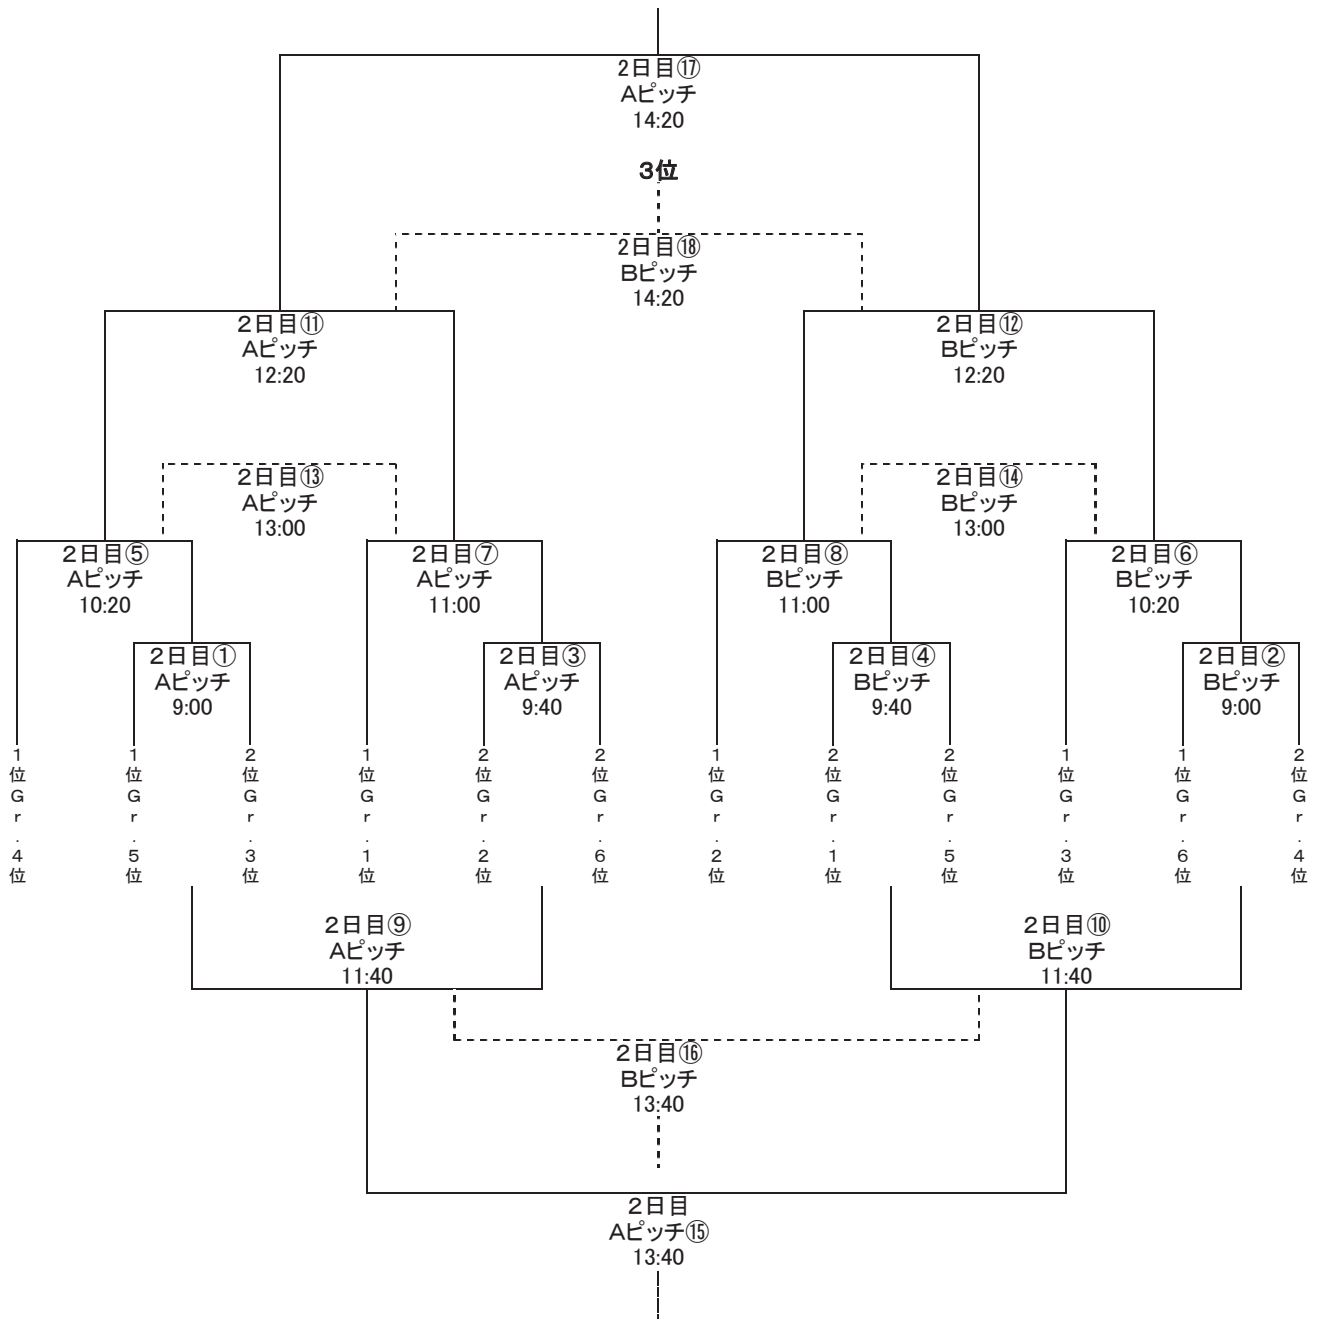 2日目⑰
Aピッチ
14:20
3位
2日目⑱
Bピッチ
14:20
2日目⑪
Aピッチ
12:20
2日目⑫
Bピッチ
12:20
2日目⑬
Aピッチ
13:00
2日目⑭
Bピッチ
13:00
2日目⑤
Aピッチ
10:20
2日目⑦
Aピッチ
11:00
2日目⑧
Bピッチ
11:00
2日目⑥
Bピッチ
10:20
2日目①
Aピッチ
9:00
2日目③
Aピッチ
9:40
2日目④
Bピッチ
9:40
2日目②
Bピッチ
9:00
1位Gr.4位
1位Gr.5位
2位Gr.3位
1位Gr.1位
2位Gr.2位
2位Gr.6位
1位Gr.2位
2位Gr.1位
2位Gr.5位
1位Gr.3位
1位Gr.6位
2位Gr.4位
2日目⑨
Aピッチ
11:40
2日目⑩
Bピッチ
11:40
2日目⑯
Bピッチ
13:40
2日目
Aピッチ⑮
13:40